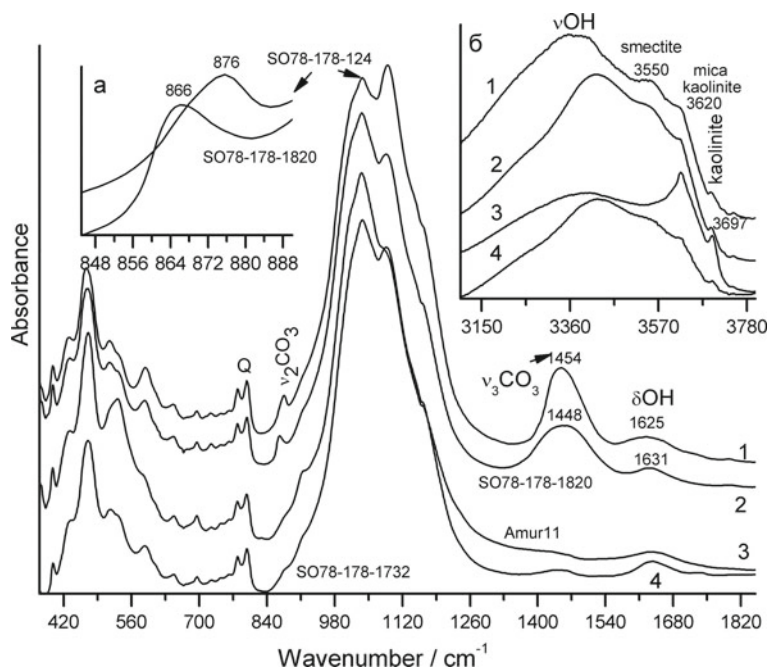 a
866
876
SO78-178-124
SO78-178-1820
848 856 864 872 880 888
б
νOH
smectite
3550
mica
kaolinite
3620
kaolinite
3697
1
2
3
4
3150 3360 3570 3780
Absorbance
Q
ν2CO3
ν3CO3
1454
1448
δOH
1625
1631
SO78-178-1820
Amur11
SO78-178-1732
1
2
3
4
420 560 700 840 980 1120 1260 1400 1540 1680 1820
Wavenumber / cm-1